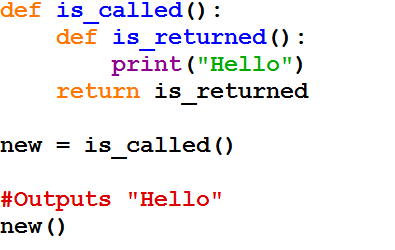 def is_called():
    def is_returned():
        print("Hello")
    return is_returned

new = is_called()

#Outputs "Hello"
new()